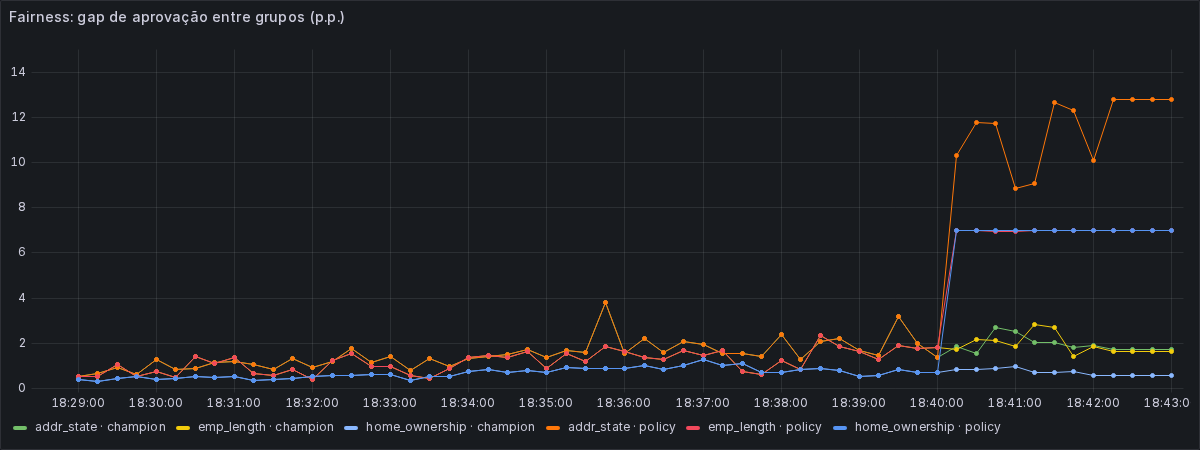 Fairness: gap de aprovação entre grupos (p.p.)
14
12
10
8
6
4
2
0
18:29:00 18:30:00 18:31:00 18:32:00 18:33:00 18:34:00 18:35:00 18:36:00 18:37:00 18:38:00 18:39:00 18:40:00 18:41:00 18:42:00 18:43:0
addr_state · champion emp_length · champion home_ownership · champion addr_state · policy emp_length · policy home_ownership · policy